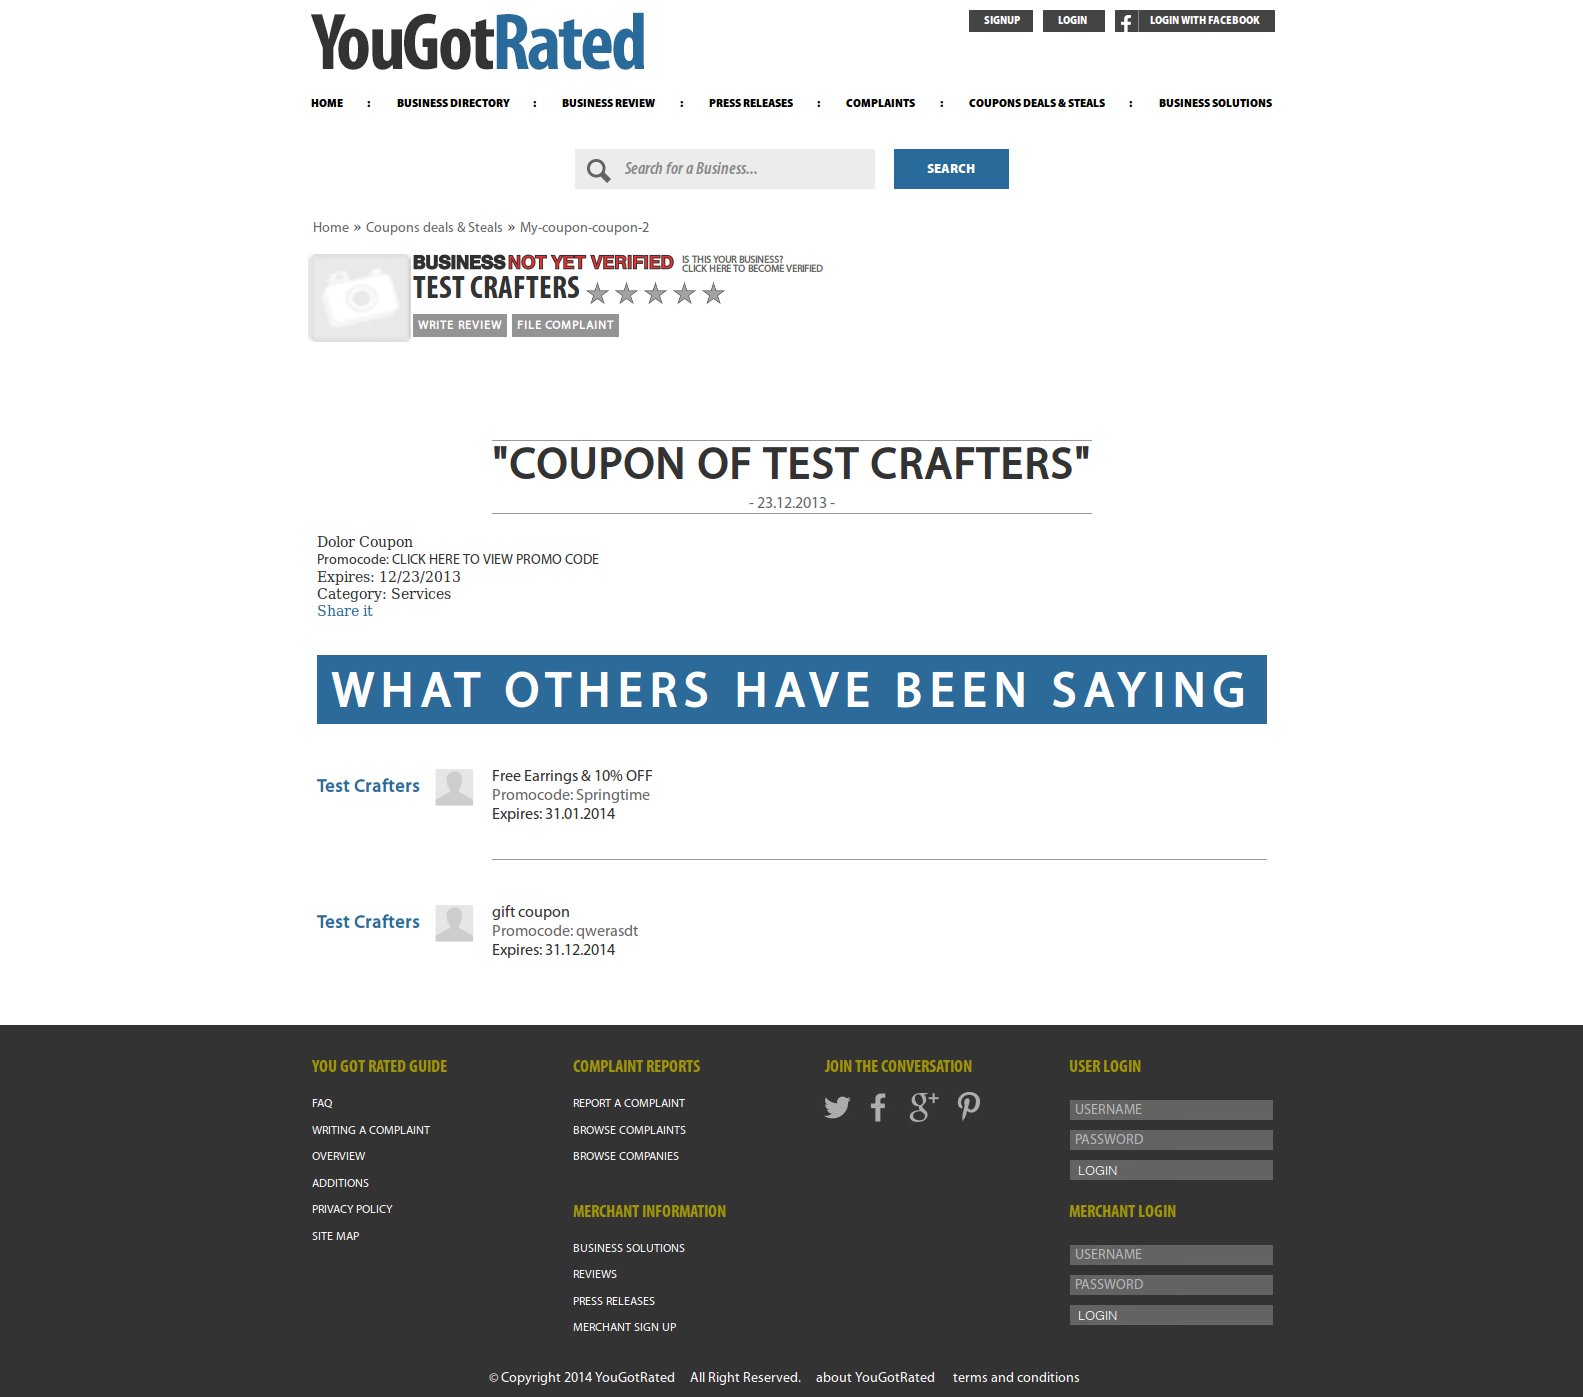 YouGotRated
SIGNUP
LOGIN
LOGIN WITH FACEBOOK
HOME : BUSINESS DIRECTORY : BUSINESS REVIEW : PRESS RELEASES : COMPLAINTS : COUPONS DEALS & STEALS : BUSINESS SOLUTIONS
Search for a Business...
SEARCH
Home » Coupons deals & Steals » My-coupon-coupon-2
BUSINESS NOT YET VERIFIED
IS THIS YOUR BUSINESS?
CLICK HERE TO BECOME VERIFIED
TEST CRAFTERS
WRITE REVIEW
FILE COMPLAINT
"COUPON OF TEST CRAFTERS"
- 23.12.2013 -
Dolor Coupon
Promocode: CLICK HERE TO VIEW PROMO CODE
Expires: 12/23/2013
Category: Services
Share it
WHAT OTHERS HAVE BEEN SAYING
Test Crafters
Free Earrings & 10% OFF
Promocode: Springtime
Expires: 31.01.2014
Test Crafters
gift coupon
Promocode: qwerasdt
Expires: 31.12.2014
YOU GOT RATED GUIDE
FAQ
WRITING A COMPLAINT
OVERVIEW
ADDITIONS
PRIVACY POLICY
SITE MAP
COMPLAINT REPORTS
REPORT A COMPLAINT
BROWSE COMPLAINTS
BROWSE COMPANIES
MERCHANT INFORMATION
BUSINESS SOLUTIONS
REVIEWS
PRESS RELEASES
MERCHANT SIGN UP
JOIN THE CONVERSATION
USER LOGIN
USERNAME
PASSWORD
LOGIN
MERCHANT LOGIN
USERNAME
PASSWORD
LOGIN
© Copyright 2014 YouGotRated All Right Reserved. about YouGotRated terms and conditions